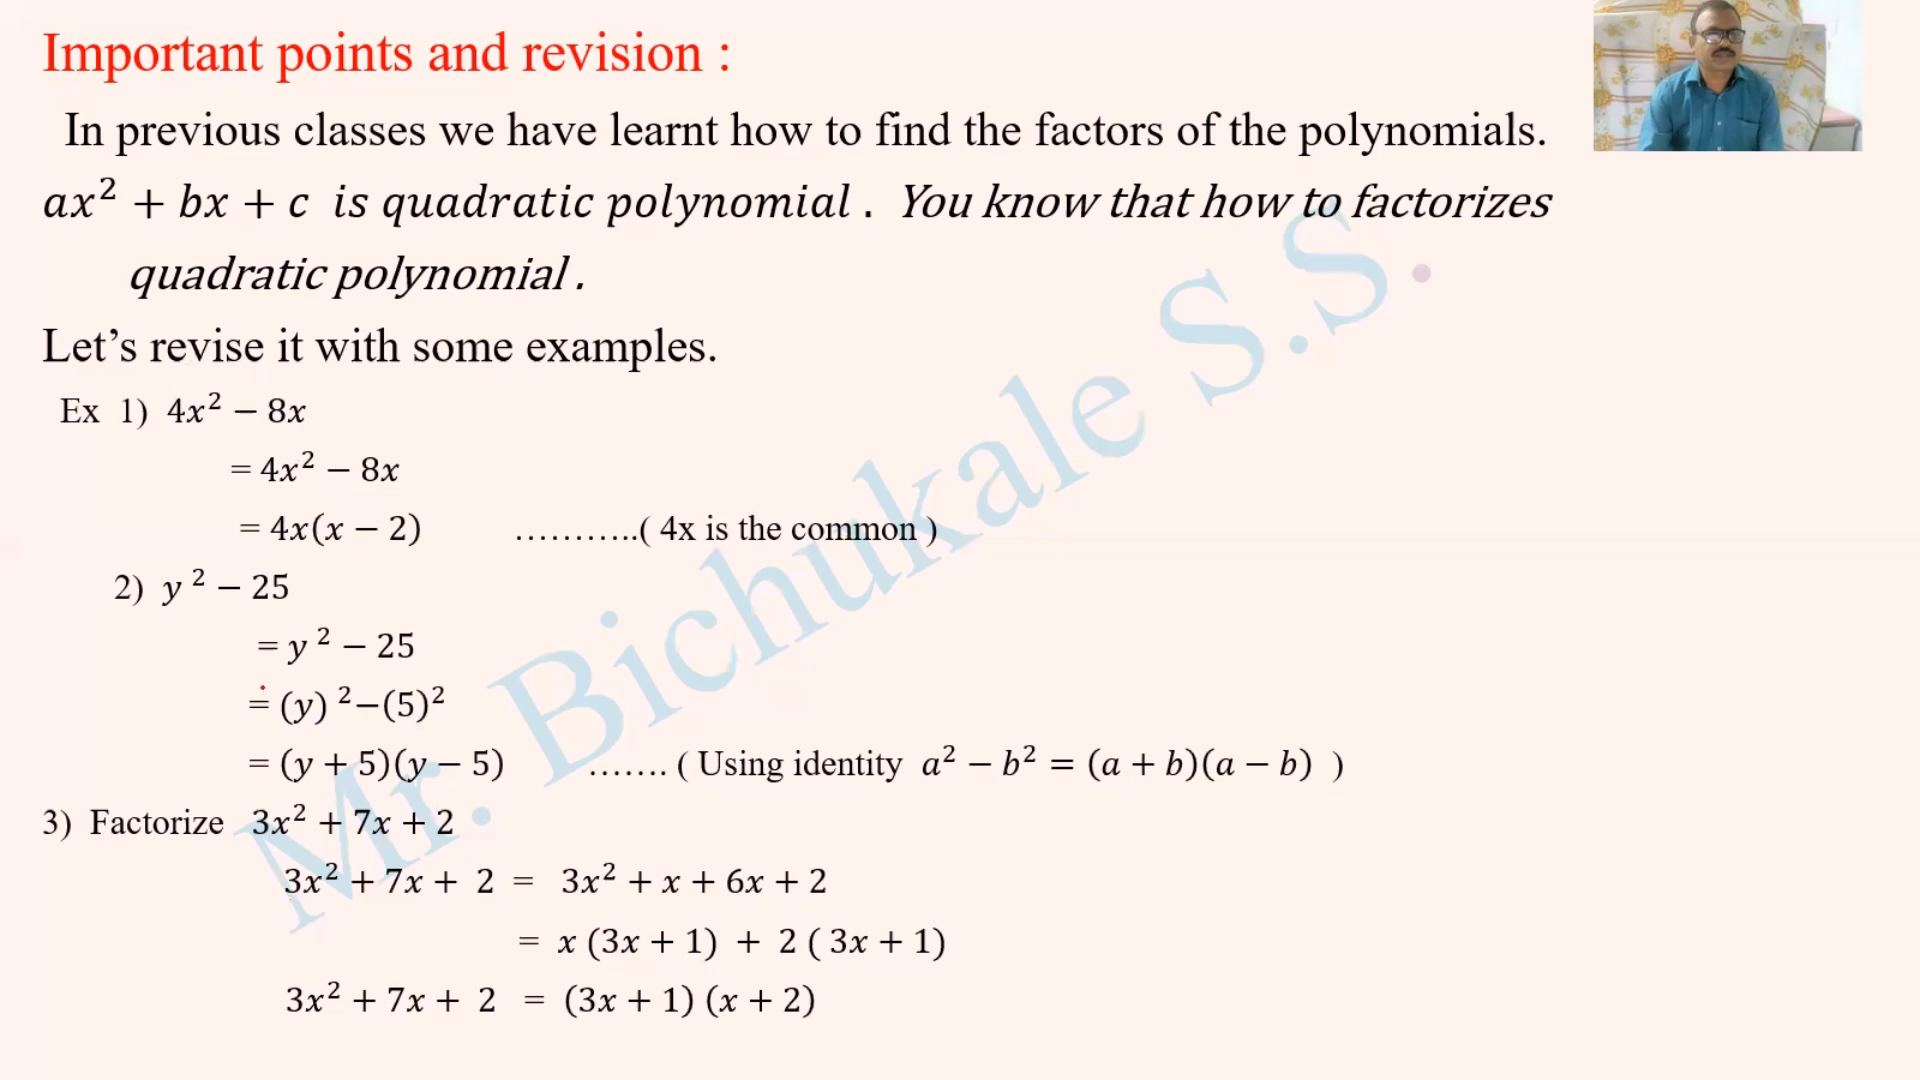 Important points and revision :
In previous classes we have learnt how to find the factors of the polynomials.
ax² + bx + c is quadratic polynomial . You know that how to factorizes
quadratic polynomial .
Let’s revise it with some examples.
Ex 1) 4x² − 8x
= 4x² − 8x
= 4x(x − 2) ………..( 4x is the common )
2) y ² − 25
= y ² − 25
= (y) ²−(5)²
= (y + 5)(y − 5) ……. ( Using identity a² − b² = (a + b)(a − b) )
3) Factorize 3x² + 7x + 2
3x² + 7x + 2 = 3x² + x + 6x + 2
= x (3x + 1) + 2 ( 3x + 1)
3x² + 7x + 2 = (3x + 1) (x + 2)
Mr. Bichukale S.S.